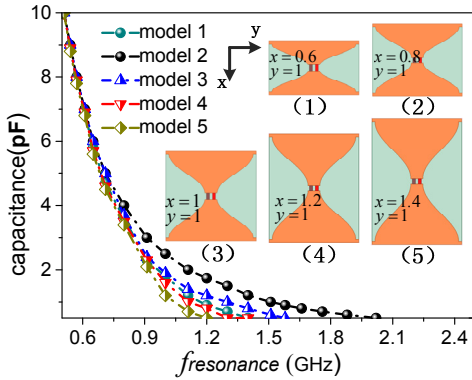 capacitance(pF)
10
8
6
4
2
model 1
model 2
model 3
model 4
model 5
y
x
x = 0.6
y = 1
(1)
x = 0.8
y = 1
(2)
x = 1
y = 1
(3)
x = 1.2
y = 1
(4)
x = 1.4
y = 1
(5)
0.6 0.9 1.2 1.5 1.8 2.1 2.4
fresonance (GHz)